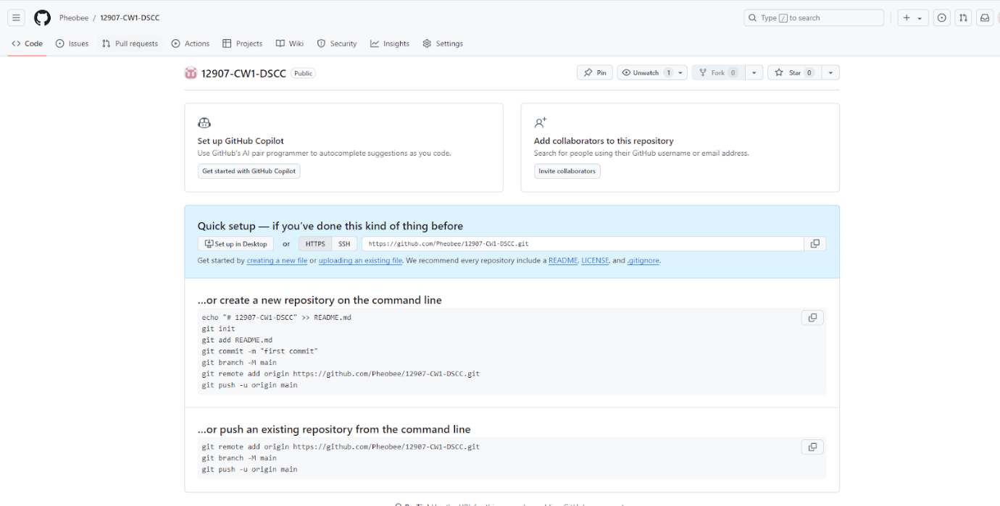 Pheobee / 12907-CW1-DSCC
Type / to search
Code Issues Pull requests Actions Projects Wiki Security Insights Settings
12907-CW1-DSCC Public
Pin Unwatch 1 Fork 0 Star 0
Set up GitHub Copilot
Use GitHub's AI pair programmer to autocomplete suggestions as you code.
Get started with GitHub Copilot
Add collaborators to this repository
Search for people using their GitHub username or email address.
Invite collaborators
Quick setup — if you've done this kind of thing before
Set up in Desktop or HTTPS SSH https://github.com/Pheobee/12907-CW1-DSCC.git
Get started by creating a new file or uploading an existing file. We recommend every repository include a README, LICENSE, and .gitignore.
...or create a new repository on the command line
echo "# 12907-CW1-DSCC" >> README.md
git init
git add README.md
git commit -m "first commit"
git branch -M main
git remote add origin https://github.com/Pheobee/12907-CW1-DSCC.git
git push -u origin main
...or push an existing repository from the command line
git remote add origin https://github.com/Pheobee/12907-CW1-DSCC.git
git branch -M main
git push -u origin main